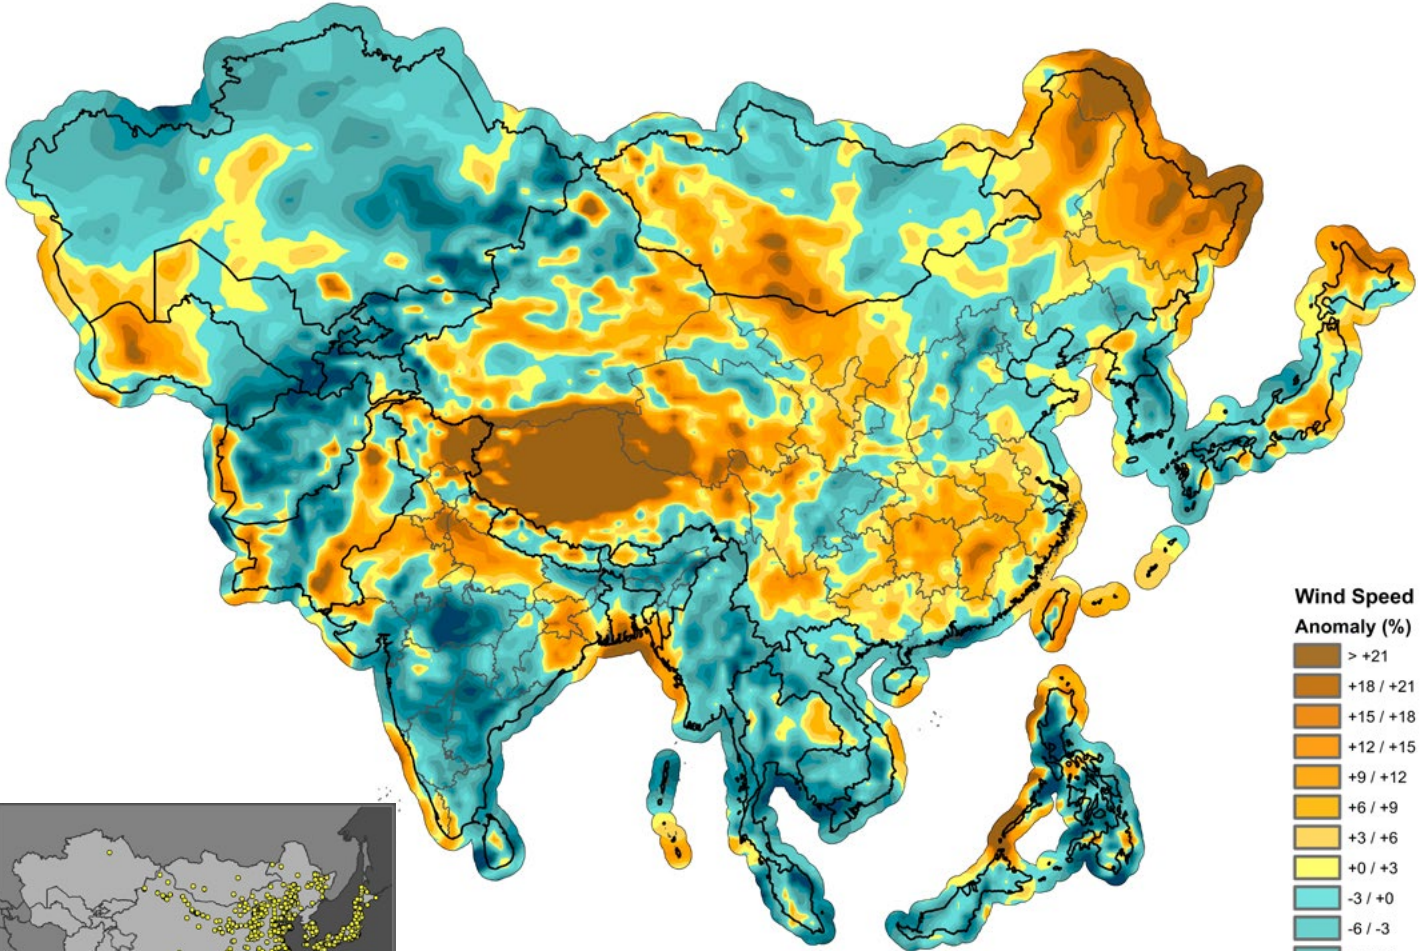 Wind Speed
Anomaly (%)
> +21
+18 / +21
+15 / +18
+12 / +15
+9 / +12
+6 / +9
+3 / +6
+0 / +3
-3 / +0
-6 / -3